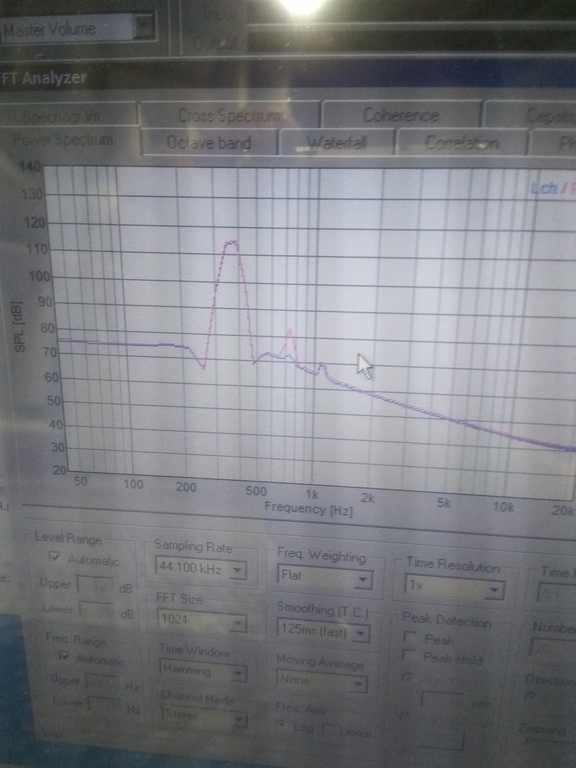 Master Volume
FFT Analyzer
Spectrogram Cross Spectrum Coherence
Power Spectrum Octave band Waterfall Correlation
Lch /
140
130
120
110
100
90
80
70
60
50
40
30
20
SPL [dB]
50 100 200 500 1k 2k 5k 10k 20k
Frequency [Hz]
Level Range
Automatic
Upper dB
Lower dB
Freq. Range
Automatic
Upper Hz
Lower Hz
Sampling Rate
44.100 kHz
FFT Size
1024
Time Window
Hamming
Channel Mode
Stereo
Freq. Weighting
Flat
Smoothing (T.C.)
125ms (fast)
Moving Average
None
Freq. Axis
Log Linear
Time Resolution
1x
Peak Detection
Peak
Peak Hold
sec
Time
Number